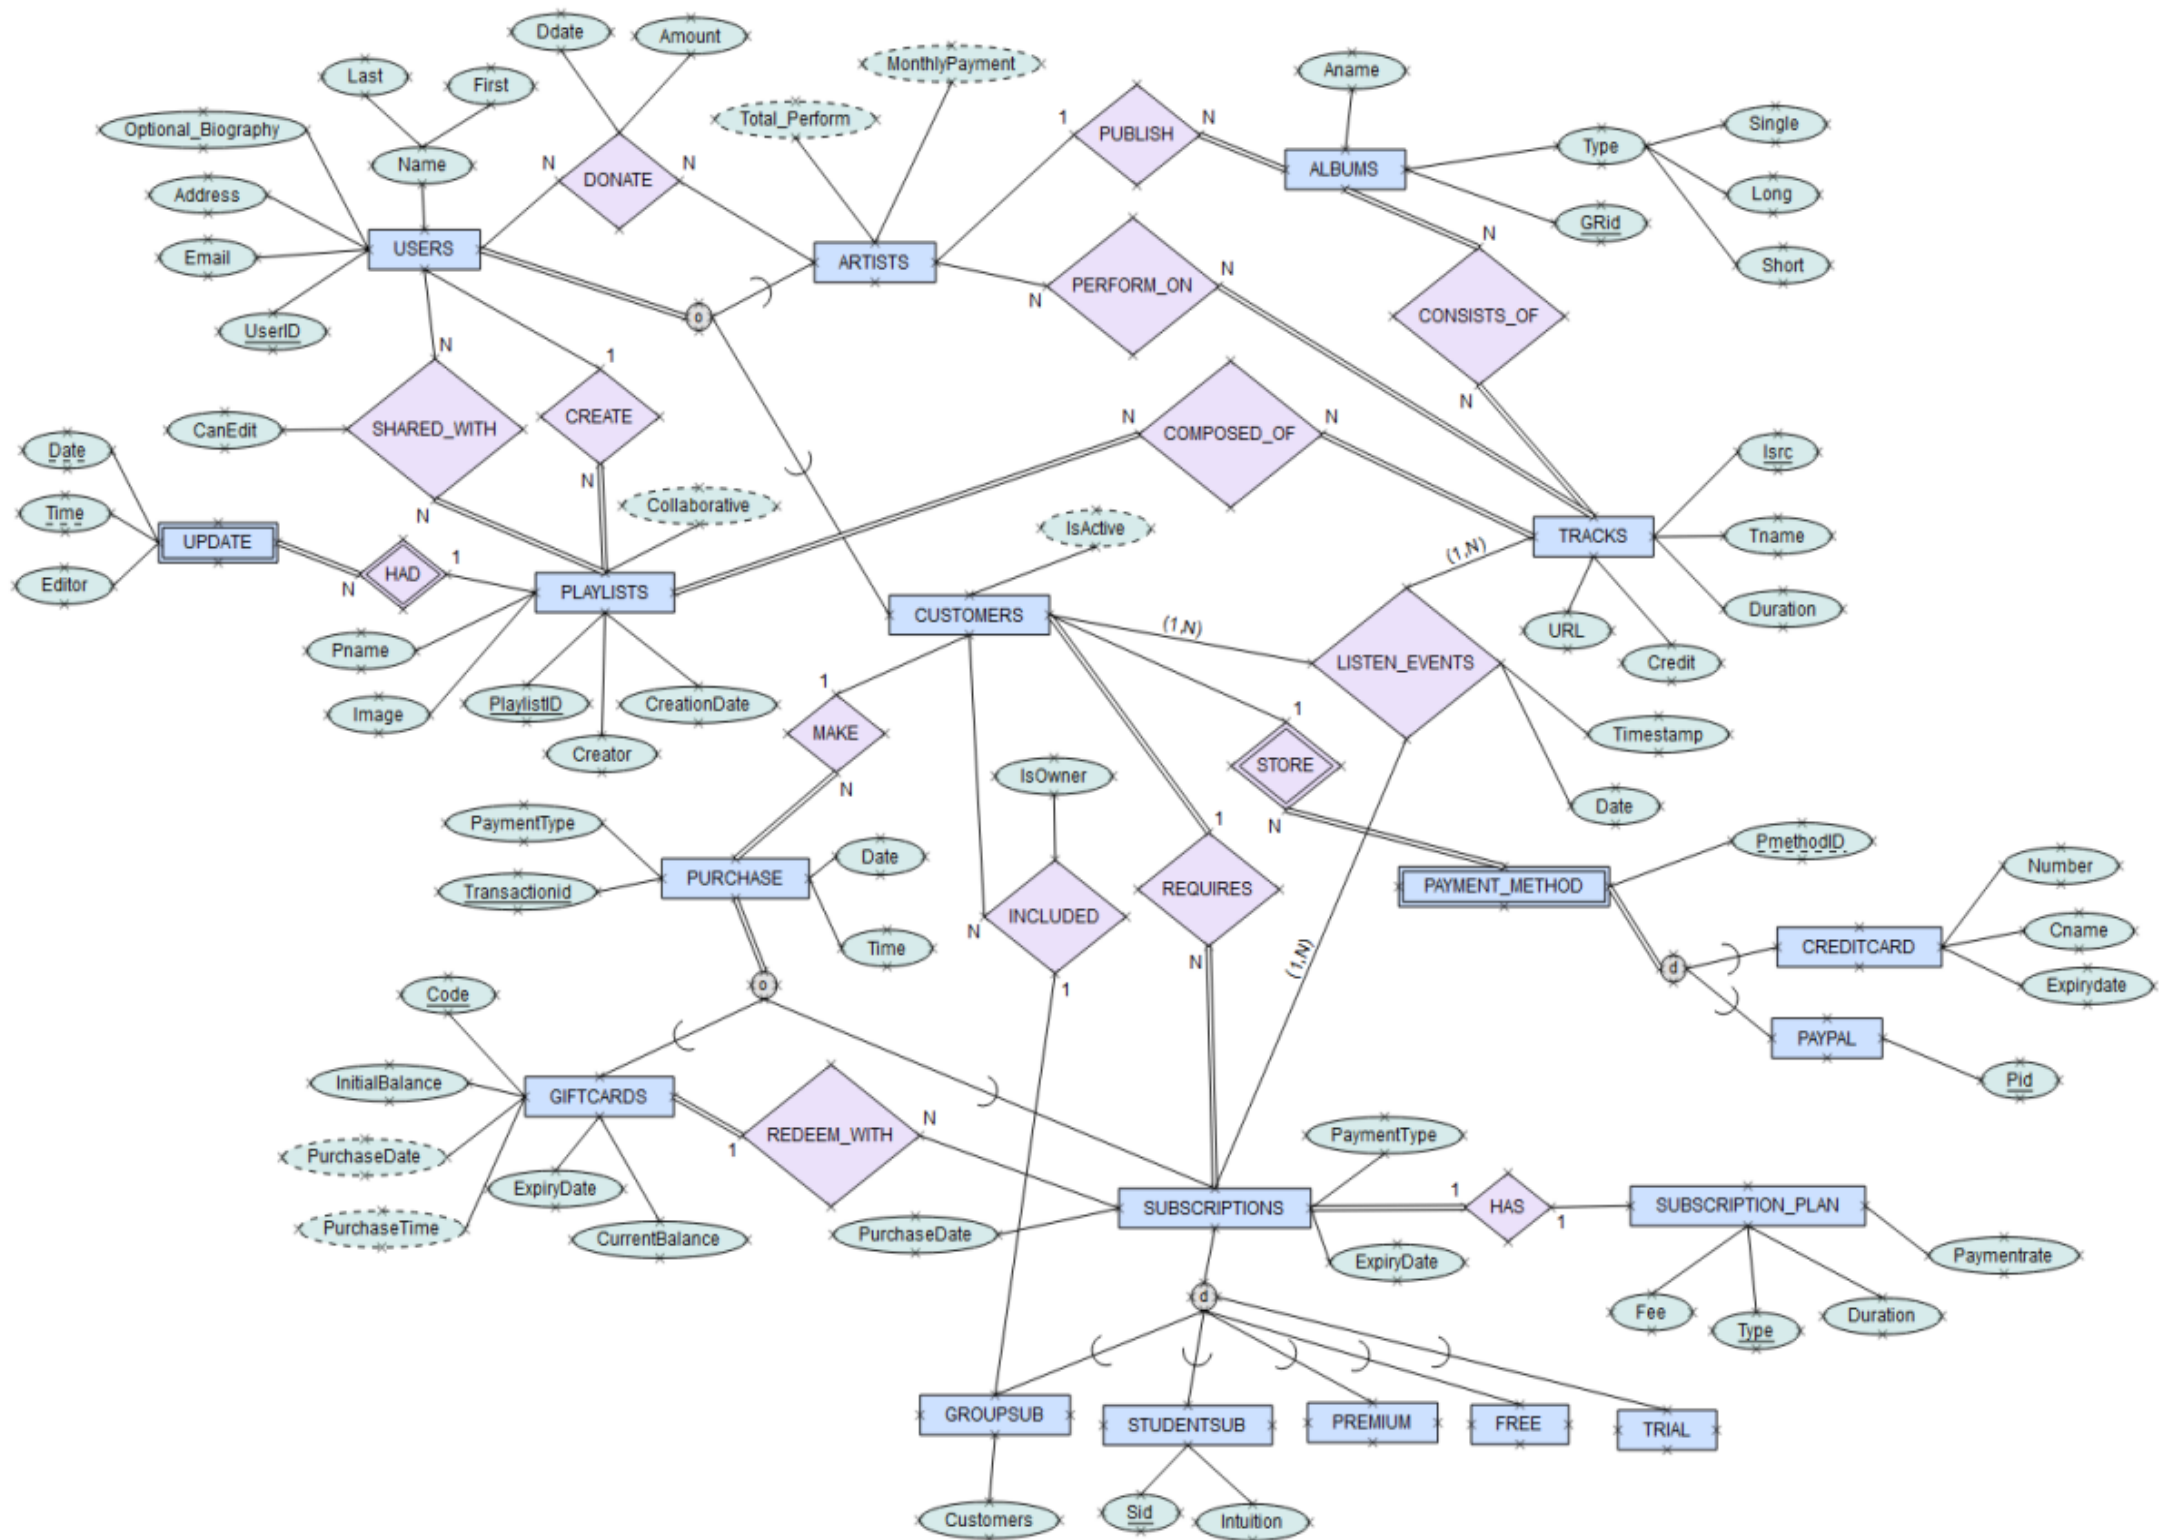 Ddate
Amount
MonthlyPayment
Last
First
Total_Perform
Aname
Optional_Biography
Name
Single
Type
1
PUBLISH
N
N
DONATE
N
ALBUMS
Address
Long
GRid
USERS
Email
ARTISTS
N
Short
PERFORM_ON
N
N
UserID
o
CONSISTS_OF
N
1
SHARED_WITH
CREATE
CanEdit
N
N
COMPOSED_OF
N
Date
N
Isrc
Collaborative
Time
N
IsActive
UPDATE
TRACKS
Tname
(1,N)
1
HAD
N
Editor
PLAYLISTS
CUSTOMERS
Duration
(1,N)
URL
Pname
LISTEN_EVENTS
Credit
1
PlaylistID
CreationDate
Image
1
MAKE
Timestamp
Creator
STORE
IsOwner
N
Date
PaymentType
N
1
PmethodID
Date
Number
PURCHASE
REQUIRES
PAYMENT_METHOD
Transactionid
INCLUDED
Cname
N
Time
CREDITCARD
(1,N)
N
d
o
Expirydate
Code
1
PAYPAL
InitialBalance
Pid
GIFTCARDS
N
REDEEM_WITH
PaymentType
1
PurchaseDate
ExpiryDate
1
SUBSCRIPTIONS
HAS
SUBSCRIPTION_PLAN
1
PurchaseTime
CurrentBalance
PurchaseDate
ExpiryDate
Paymentrate
d
Fee
Type
Duration
GROUPSUB
STUDENTSUB
PREMIUM
FREE
TRIAL
Customers
Sid
Intuition